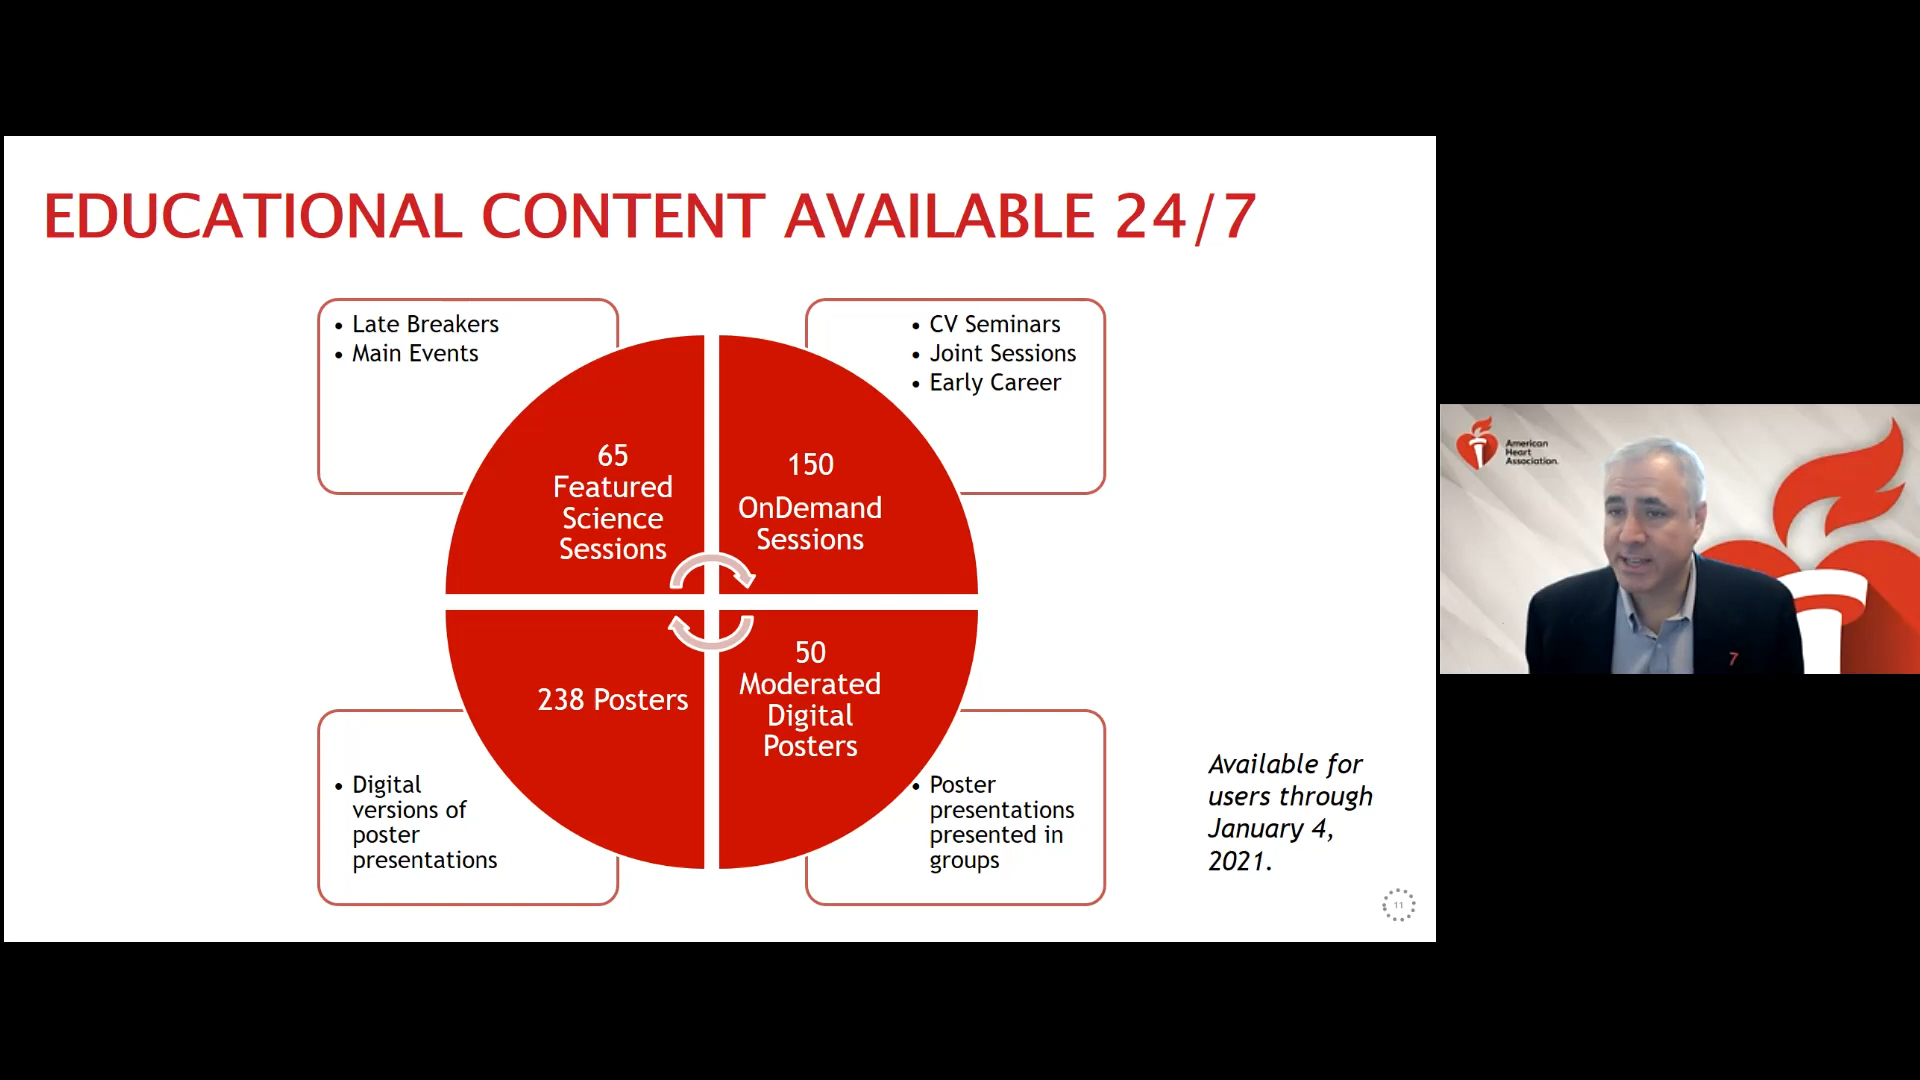 EDUCATIONAL CONTENT AVAILABLE 24/7
• Late Breakers
• Main Events
• CV Seminars
• Joint Sessions
• Early Career
65
Featured
Science
Sessions
150
OnDemand
Sessions
238 Posters
50
Moderated
Digital
Posters
• Digital
versions of
poster
presentations
• Poster
presentations
presented in
groups
Available for
users through
January 4,
2021.
11
American
Heart
Association.